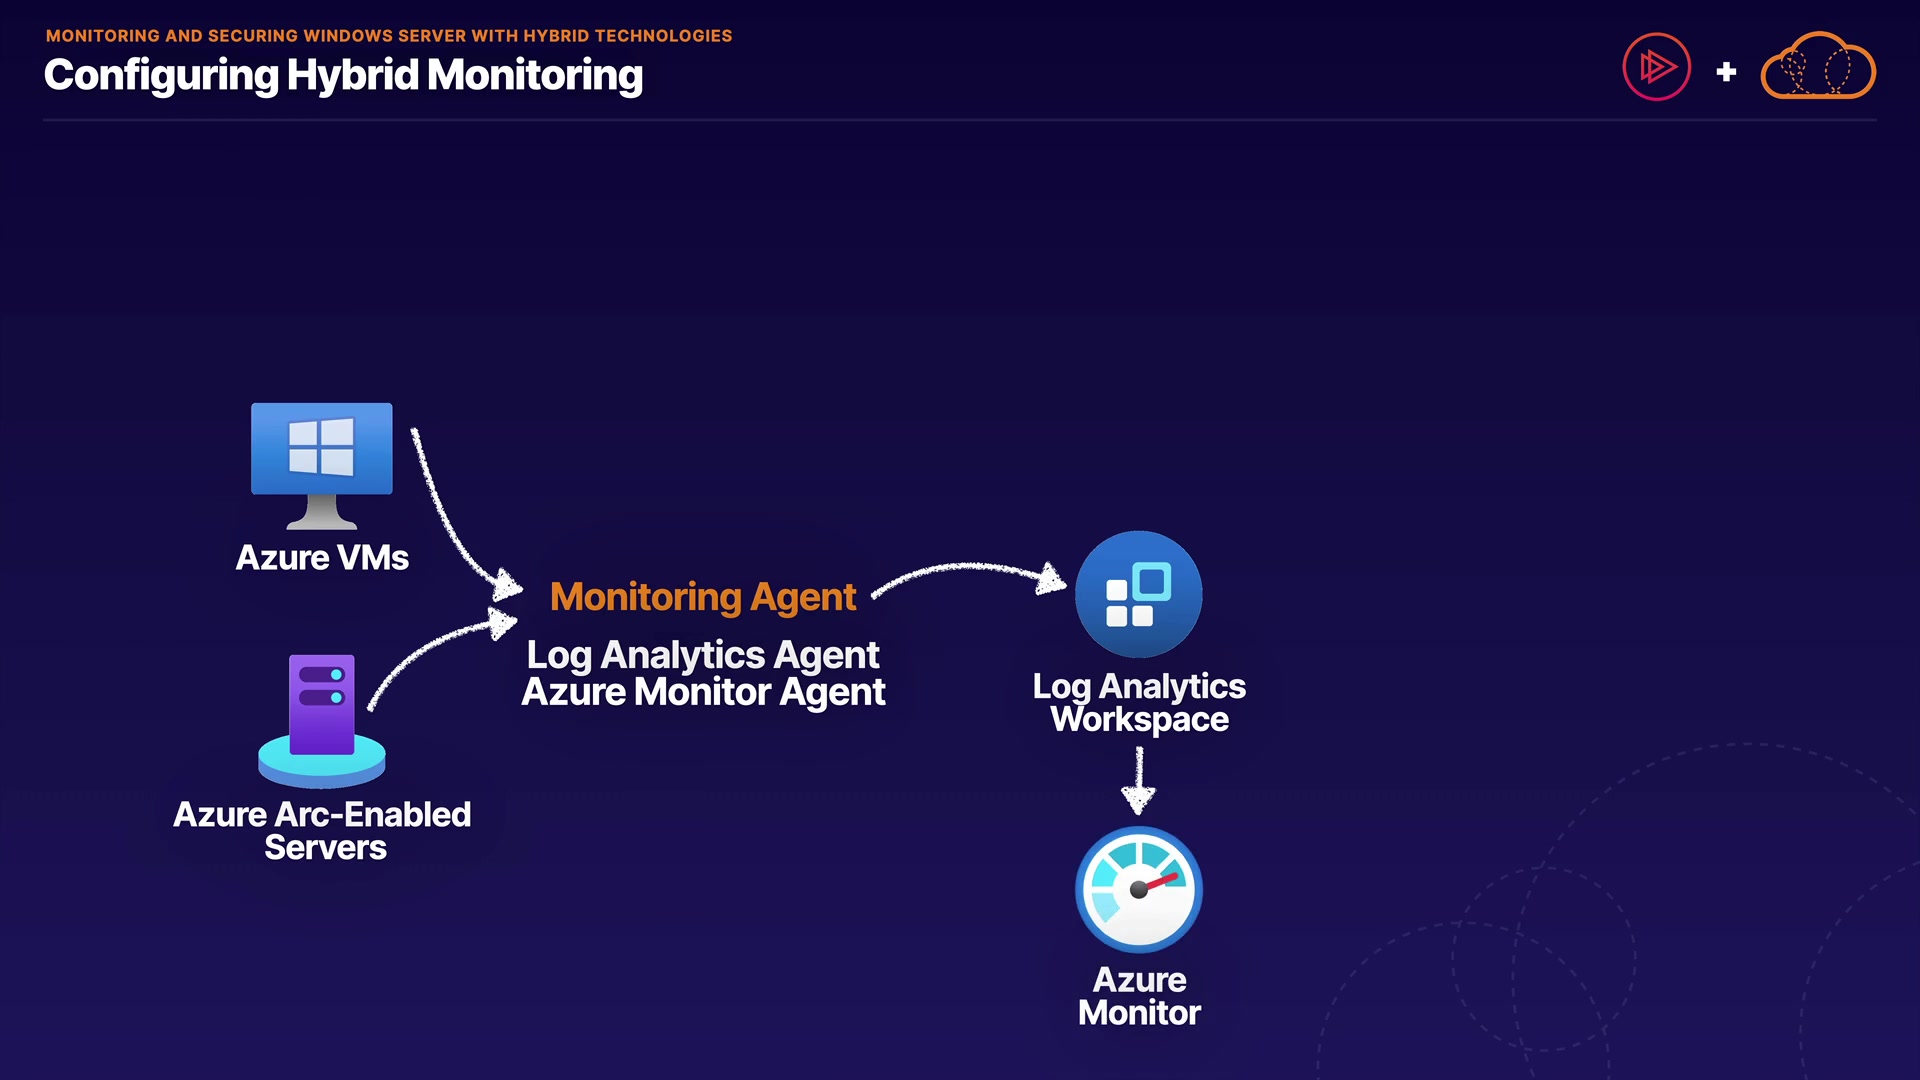 MONITORING AND SECURING WINDOWS SERVER WITH HYBRID TECHNOLOGIES
Configuring Hybrid Monitoring
+
Azure VMs
Monitoring Agent
Log Analytics Agent
Azure Monitor Agent
Log Analytics
Workspace
Azure Arc-Enabled
Servers
Azure
Monitor